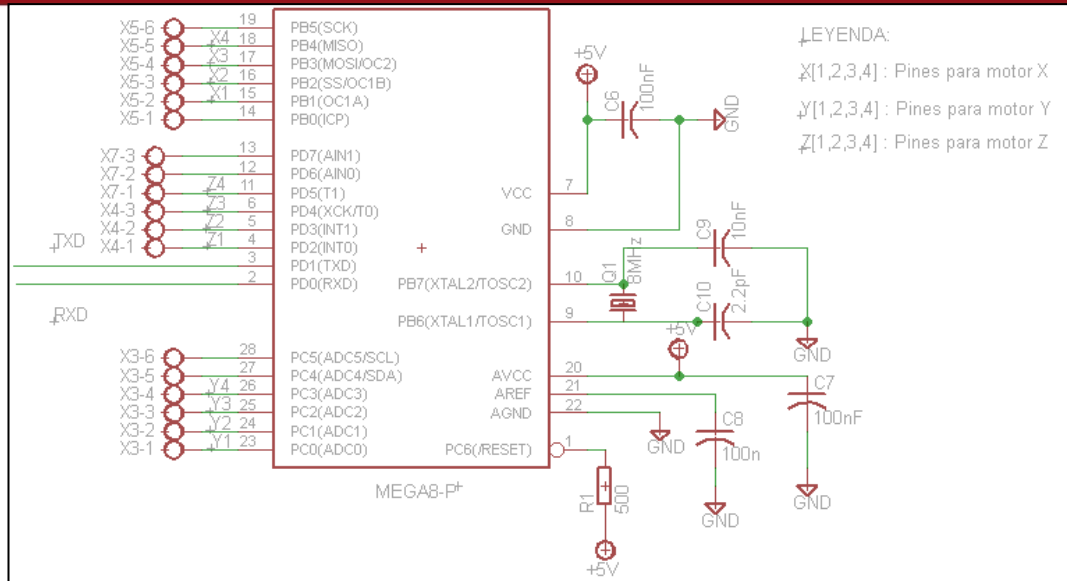 X5-6 19 PB5(SCK)
X5-5 X4 18 PB4(MISO)
X5-4 X3 17 PB3(MOSI/OC2)
X5-3 X2 16 PB2(SS/OC1B)
X5-2 X1 15 PB1(OC1A)
X5-1 14 PB0(ICP)
X7-3 13 PD7(AIN1)
X7-2 12 PD6(AIN0)
X7-1 Z4 11 PD5(T1)
X4-3 Z3 6 PD4(XCK/T0)
X4-2 Z2 5 PD3(INT1)
X4-1 Z1 4 PD2(INT0)
TXD
3 PD1(TXD)
2 PD0(RXD)
RXD
X3-6 28 PC5(ADC5/SCL)
X3-5 27 PC4(ADC4/SDA)
X3-4 Y4 26 PC3(ADC3)
X3-3 Y3 25 PC2(ADC2)
X3-2 Y2 24 PC1(ADC1)
X3-1 Y1 23 PC0(ADC0)
VCC 7
GND 8
PB7(XTAL2/TOSC2) 10
PB6(XTAL1/TOSC1) 9
AVCC 20
AREF 21
AGND 22
PC6(/RESET) 1
MEGA8-P
+5V
C6
100nF
GND
Q1
8MHz
C9
10nF
C10
2.2pF
GND
+5V
C7
100nF
GND
C8
100n
GND
GND
R1
500
+5V
LEYENDA:
X[1,2,3,4] : Pines para motor X
Y[1,2,3,4] : Pines para motor Y
Z[1,2,3,4] : Pines para motor Z